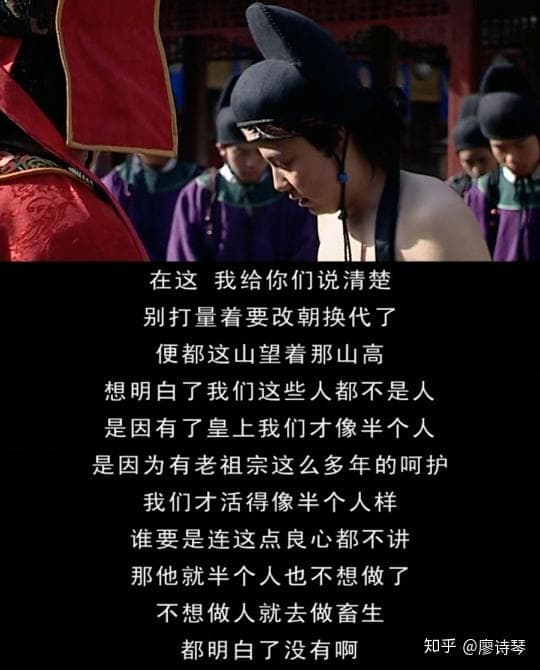 在这 我给你们说清楚
别打量着要改朝换代了
便都这山望着那山高
想明白了我们这些人都不是人
是因有了皇上我们才像半个人
是因为有老祖宗这么多年的呵护
我们才活得像半个人样
谁要是连这点良心都不讲
那他就半个人也不想做了
不想做人就去做畜生
都明白了没有啊
知乎 @廖诗琴